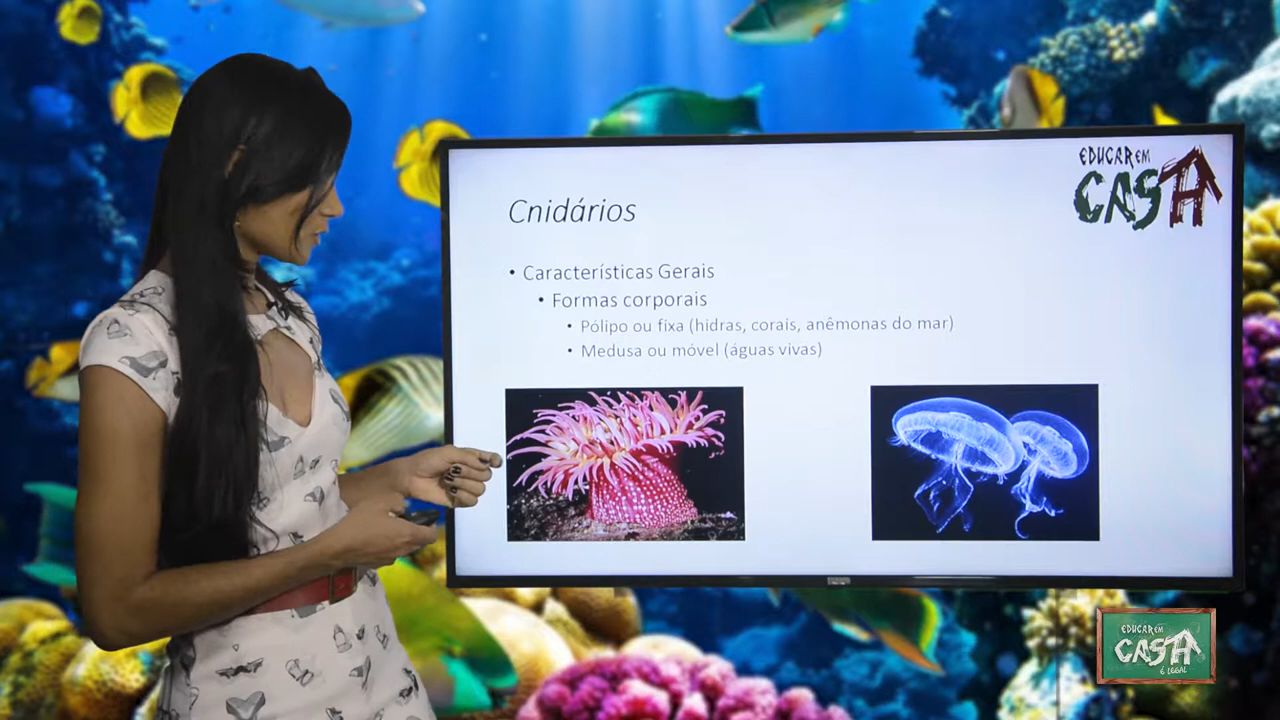 EDUCAR EM
CASA
Cnidários
• Características Gerais
• Formas corporais
• Pólipo ou fixa (hidras, corais, anêmonas do mar)
• Medusa ou móvel (águas vivas)
EDUCAR EM
CASA
É LEGAL